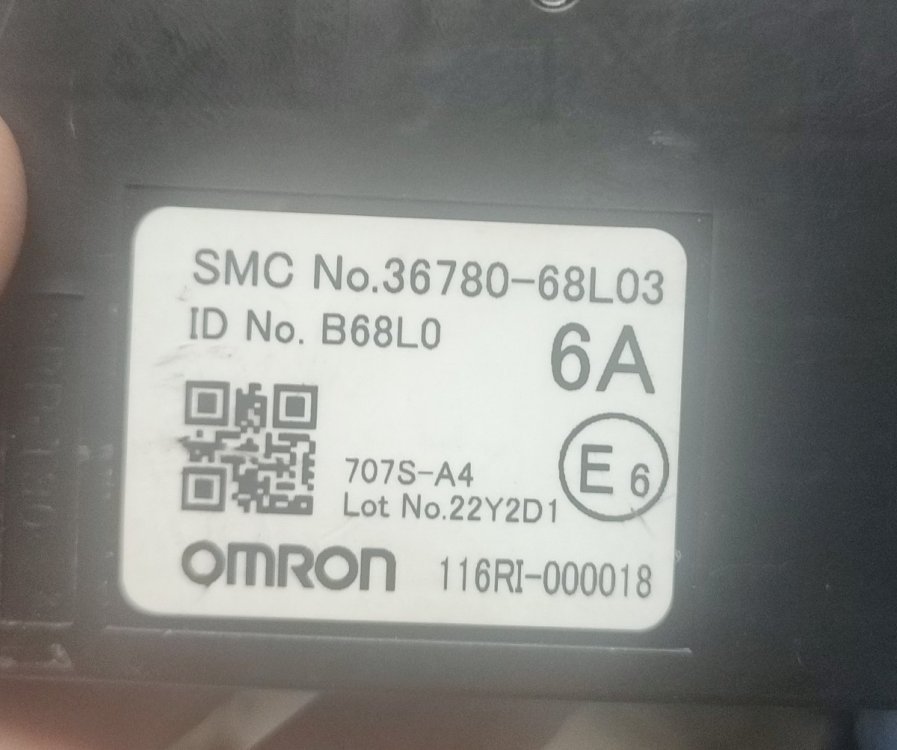 SMC No.36780-68L03
ID No. B68L0
6A
E 6
707S-A4
Lot No.22Y2D1
OMRON 116RI-000018